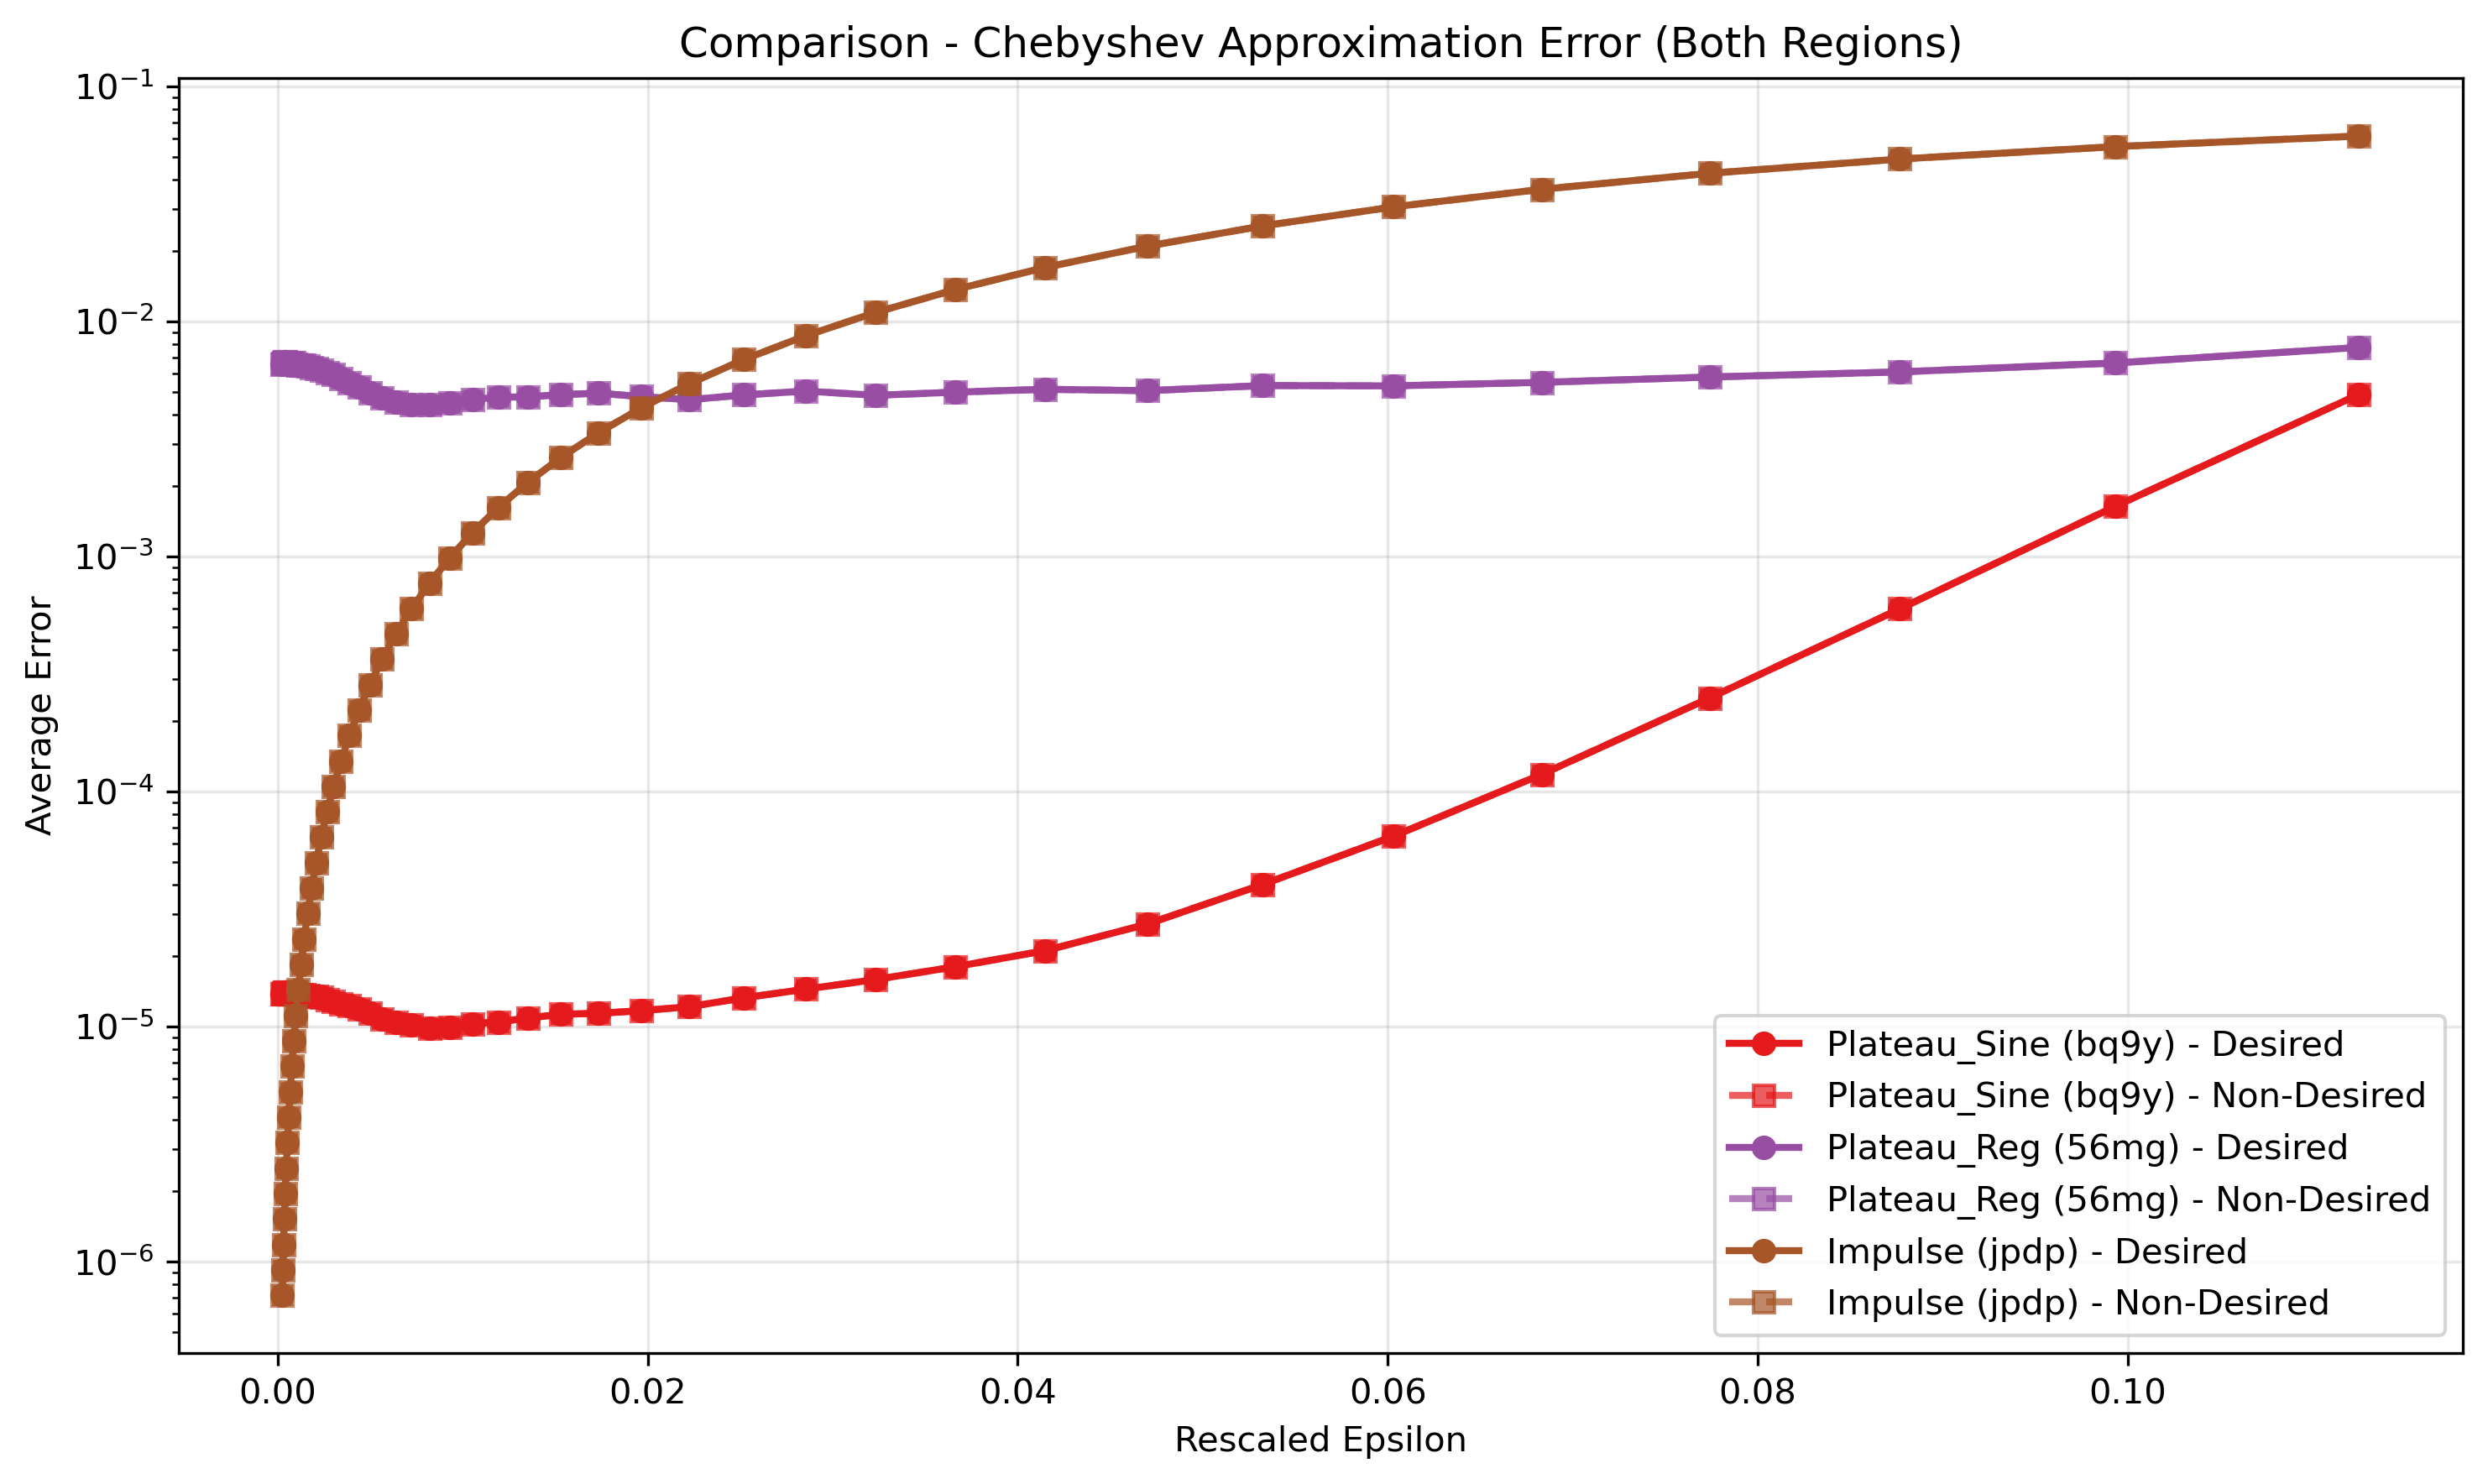 Comparison - Chebyshev Approximation Error (Both Regions)
Average Error
10⁻¹
10⁻²
10⁻³
10⁻⁴
10⁻⁵
10⁻⁶
Plateau_Sine (bq9y) - Desired
Plateau_Sine (bq9y) - Non-Desired
Plateau_Reg (56mg) - Desired
Plateau_Reg (56mg) - Non-Desired
Impulse (jpdp) - Desired
Impulse (jpdp) - Non-Desired
0.00 0.02 0.04 0.06 0.08 0.10
Rescaled Epsilon